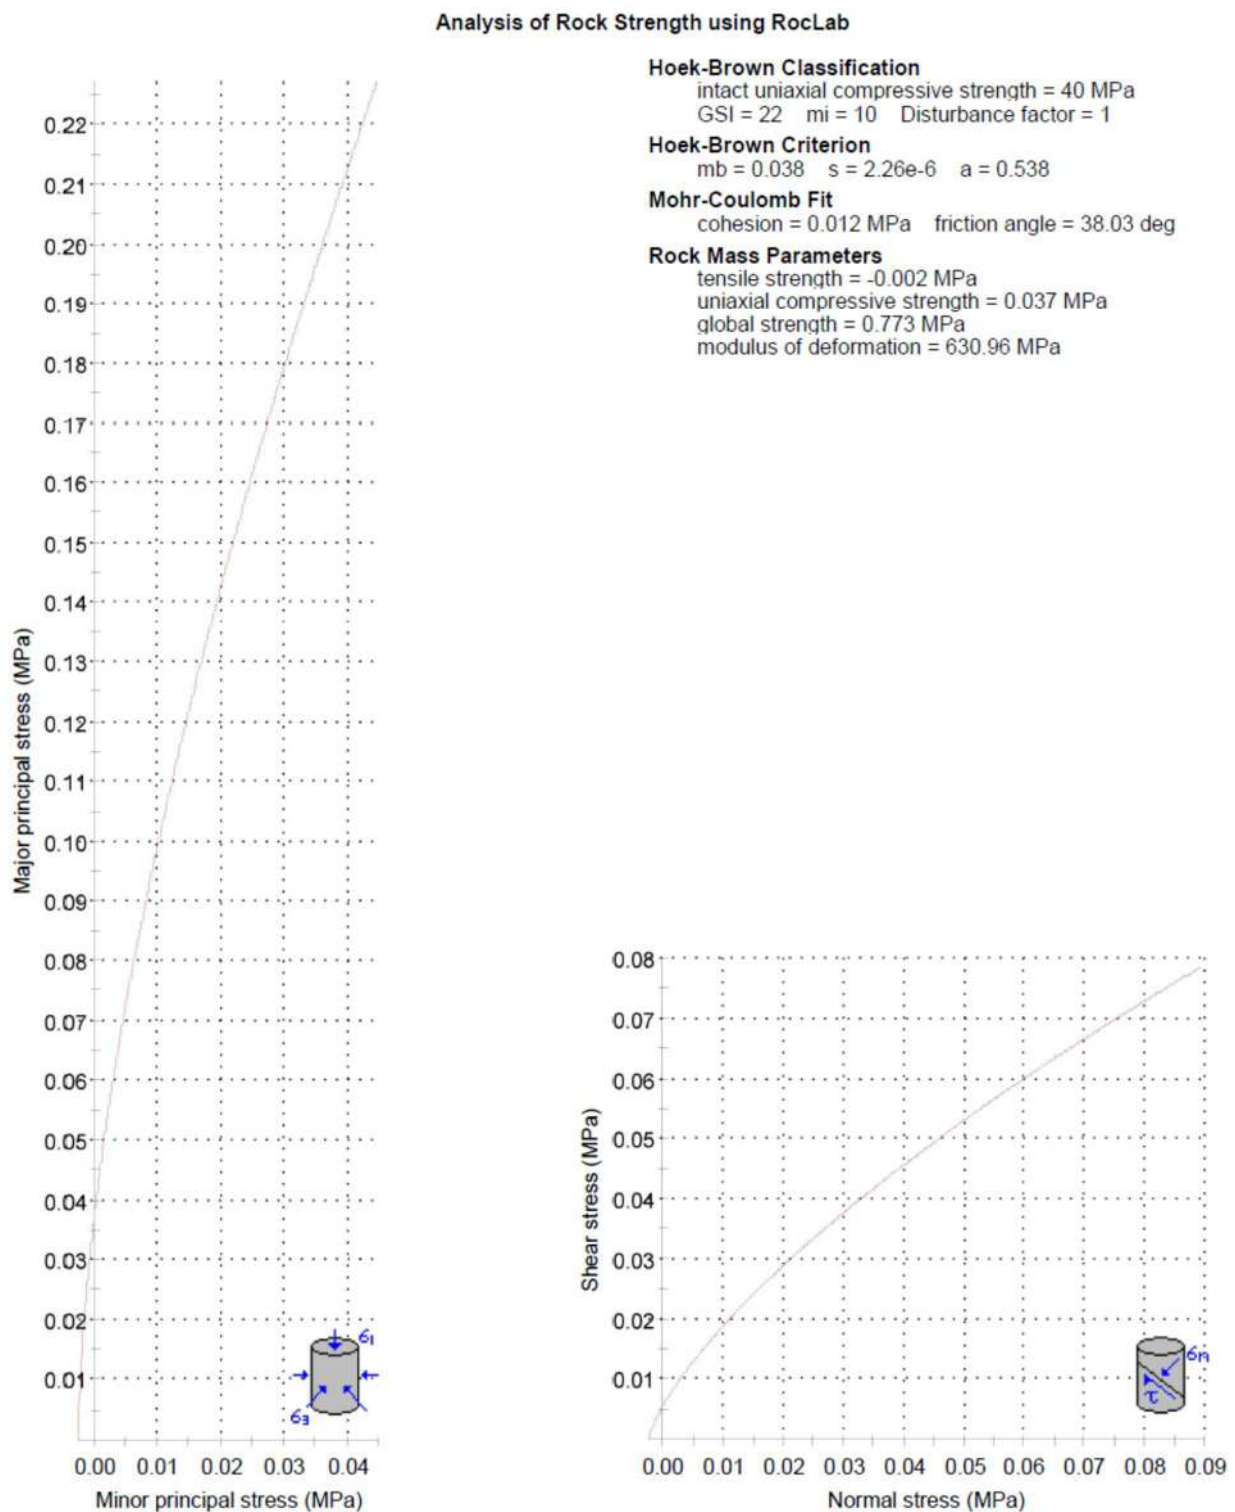 Analysis of Rock Strength using RocLab
Hoek-Brown Classification
intact uniaxial compressive strength = 40 MPa
GSI = 22 mi = 10 Disturbance factor = 1
Hoek-Brown Criterion
mb = 0.038 s = 2.26e-6 a = 0.538
Mohr-Coulomb Fit
cohesion = 0.012 MPa friction angle = 38.03 deg
Rock Mass Parameters
tensile strength = -0.002 MPa
uniaxial compressive strength = 0.037 MPa
global strength = 0.773 MPa
modulus of deformation = 630.96 MPa
Major principal stress (MPa)
0.22
0.21
0.20
0.19
0.18
0.17
0.16
0.15
0.14
0.13
0.12
0.11
0.10
0.09
0.08
0.07
0.06
0.05
0.04
0.03
0.02
0.01
σ1
σ3
0.00 0.01 0.02 0.03 0.04
Minor principal stress (MPa)
Shear stress (MPa)
0.08
0.07
0.06
0.05
0.04
0.03
0.02
0.01
σn
τ
0.00 0.01 0.02 0.03 0.04 0.05 0.06 0.07 0.08 0.09
Normal stress (MPa)